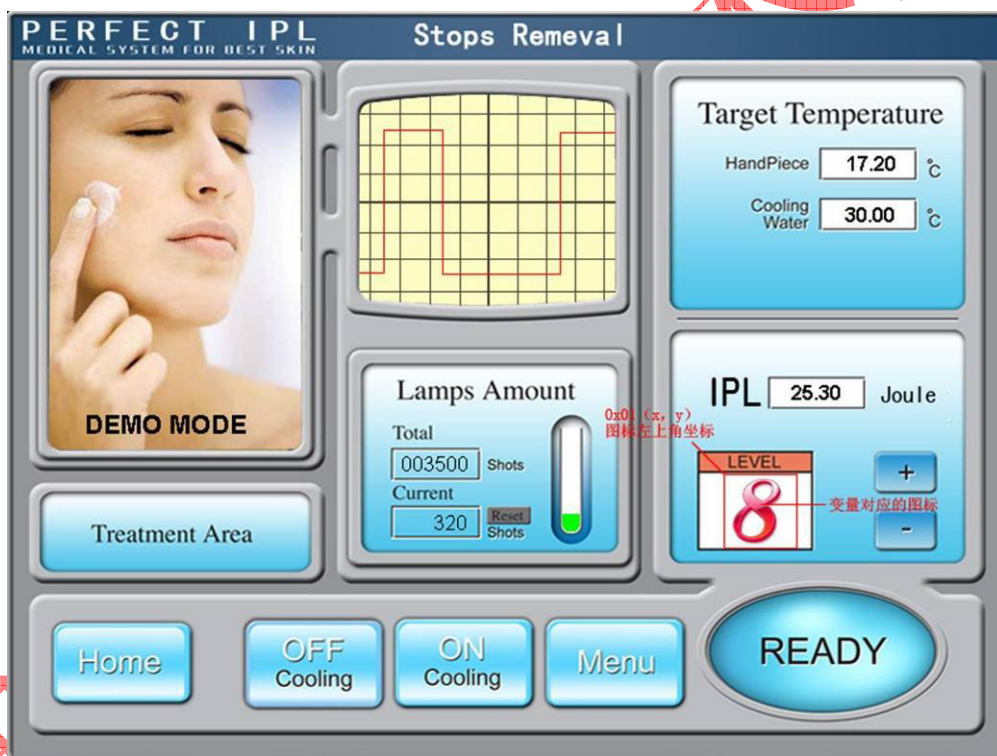 PERFECT IPL
MEDICAL SYSTEM FOR BEST SKIN
Stops Remeval
DEMO MODE
Treatment Area
Lamps Amount
Total
003500 Shots
Current
320 Reset
Shots
Target Temperature
HandPiece 17.20 ℃
Cooling
Water 30.00 ℃
IPL 25.30 Joule
0x01 (x, y)
图标左上角坐标
LEVEL
8
+
变量对应的图标
-
Home
OFF
Cooling
ON
Cooling
Menu
READY